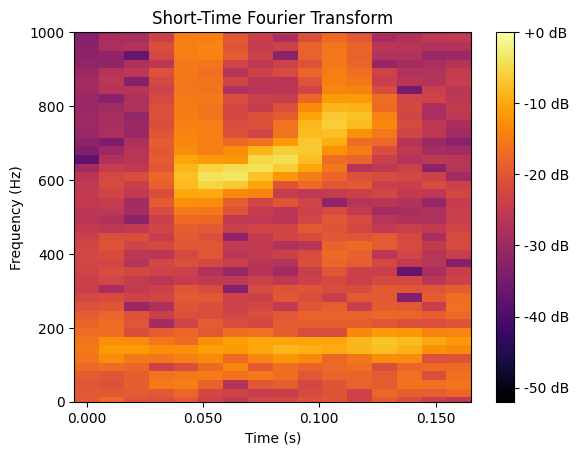 Short-Time Fourier Transform
1000
800
600
400
200
0
Frequency (Hz)
0.000
0.050
0.100
0.150
Time (s)
+0 dB
-10 dB
-20 dB
-30 dB
-40 dB
-50 dB